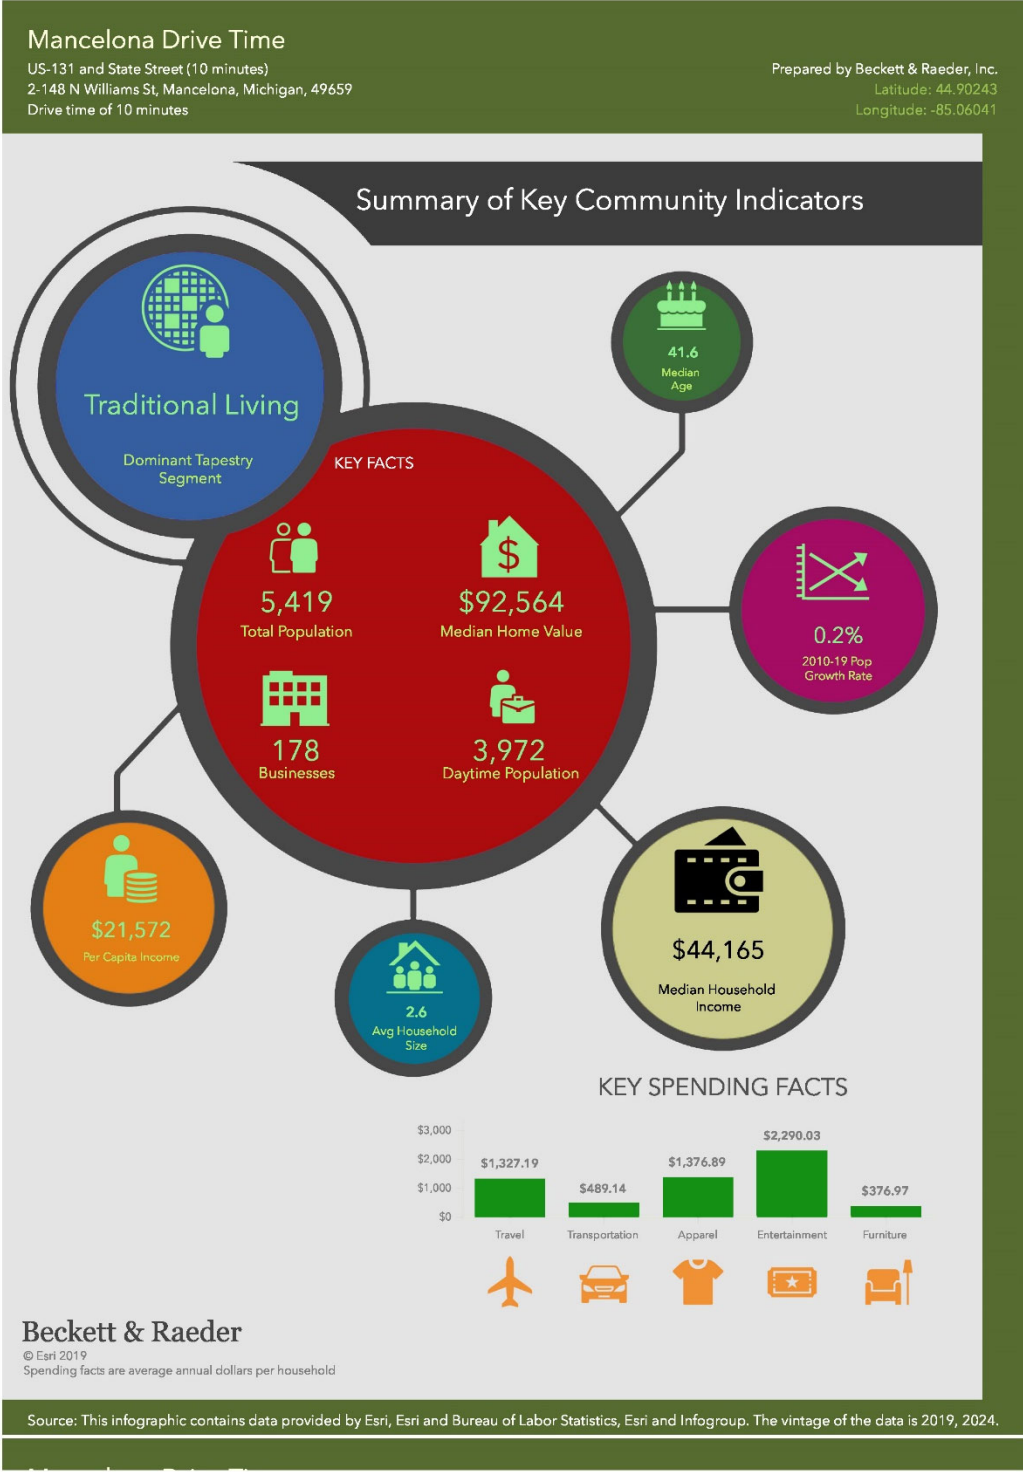 Mancelona Drive Time
US-131 and State Street (10 minutes)
2-148 N Williams St, Mancelona, Michigan, 49659
Drive time of 10 minutes
Prepared by Beckett & Raeder, Inc.
Latitude: 44.90243
Longitude: -85.06041
Summary of Key Community Indicators
Traditional Living
Dominant Tapestry
Segment
41.6
Median
Age
KEY FACTS
5,419
Total Population
$
$92,564
Median Home Value
178
Businesses
3,972
Daytime Population
0.2%
2010-19 Pop
Growth Rate
$21,572
Per Capita Income
2.6
Avg Household
Size
$44,165
Median Household
Income
KEY SPENDING FACTS
$3,000
$2,000
$1,000
$0
$1,327.19
$489.14
$1,376.89
$2,290.03
$376.97
Travel
Transportation
Apparel
Entertainment
Furniture
Beckett & Raeder
© Esri 2019
Spending facts are average annual dollars per household
Source: This infographic contains data provided by Esri, Esri and Bureau of Labor Statistics, Esri and Infogroup. The vintage of the data is 2019, 2024.